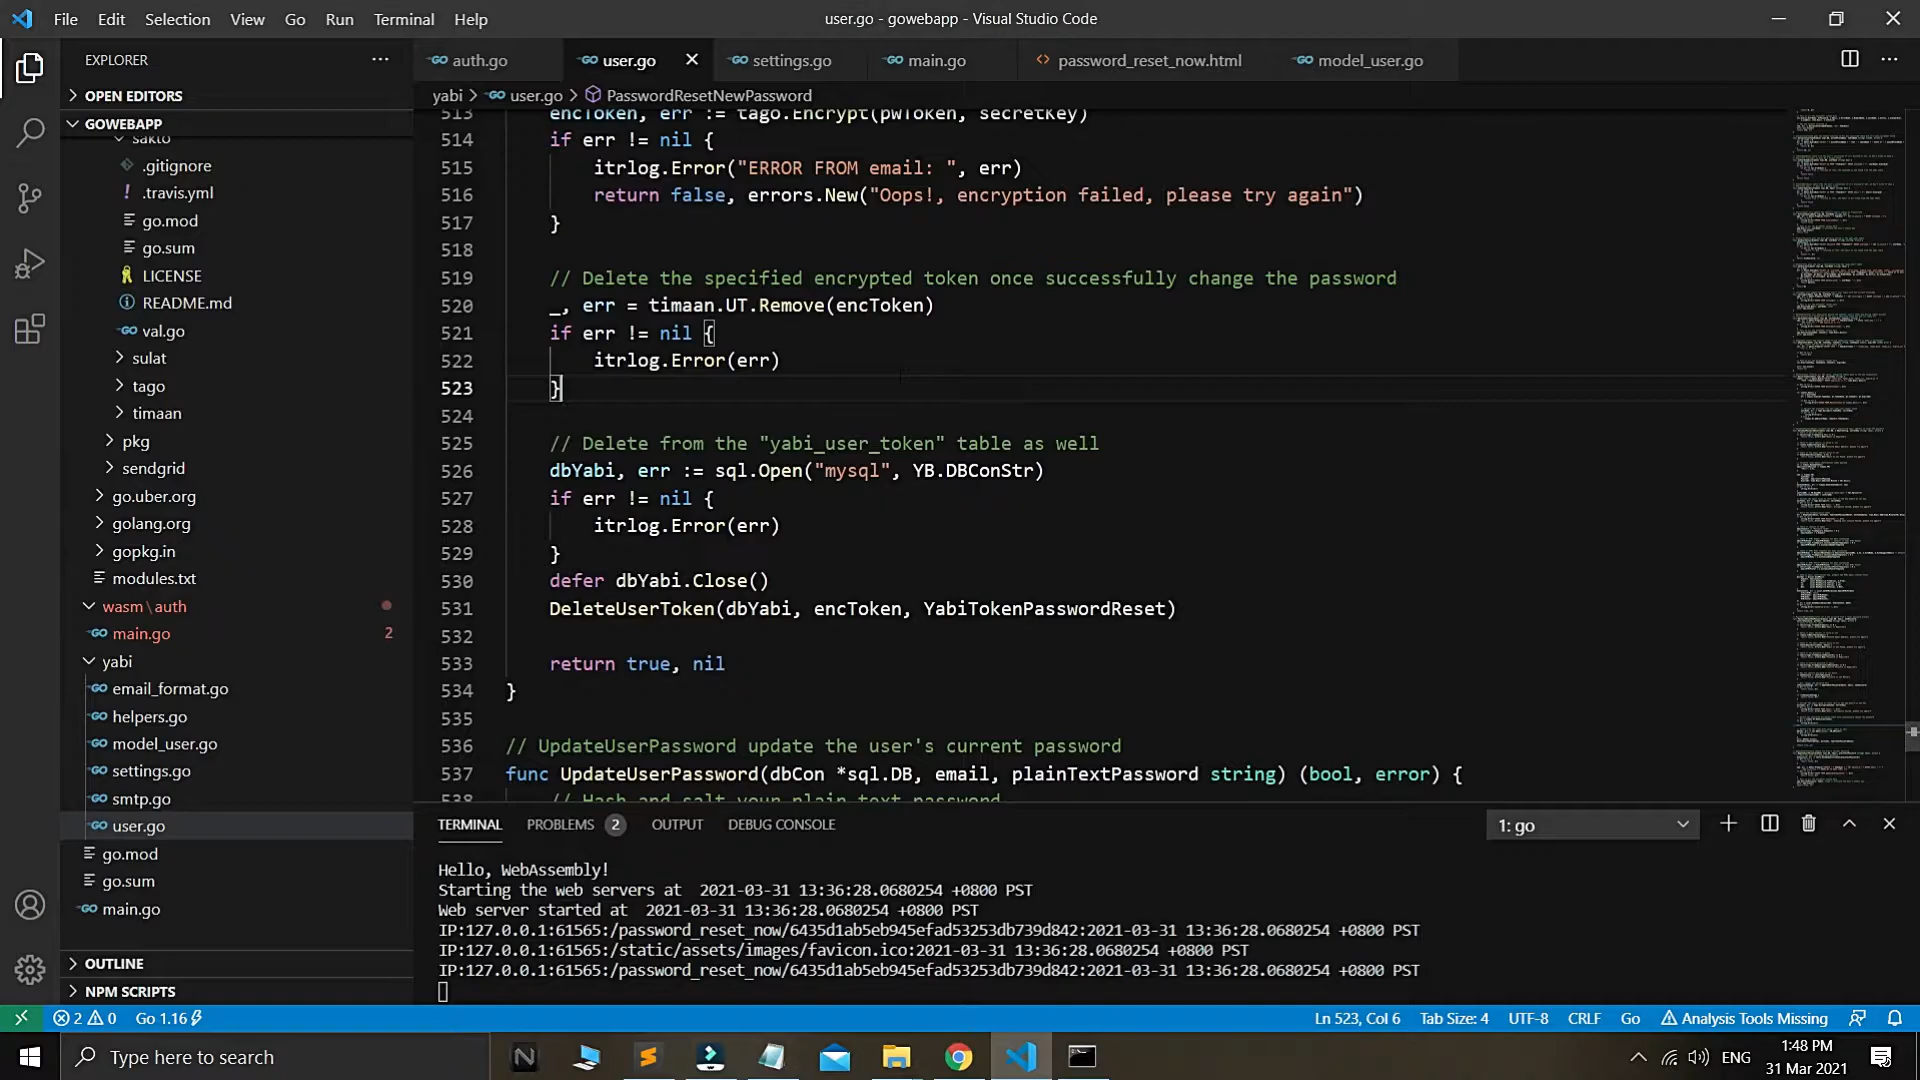 File Edit Selection View Go Run Terminal Help
user.go - gowebapp - Visual Studio Code
EXPLORER
OPEN EDITORS
GOWEBAPP
sakto
.gitignore
! .travis.yml
go.mod
go.sum
LICENSE
README.md
val.go
sulat
tago
timaan
pkg
sendgrid
go.uber.org
golang.org
gopkg.in
modules.txt
wasm\auth
main.go 2
yabi
email_format.go
helpers.go
model_user.go
settings.go
smtp.go
user.go
go.mod
go.sum
main.go
OUTLINE
NPM SCRIPTS
auth.go user.go settings.go main.go password_reset_now.html model_user.go
yabi > user.go > PasswordResetNewPassword
513 encToken, err := tago.Encrypt(pwToken, secretKey)
514 if err != nil {
515 itrlog.Error("ERROR FROM email: ", err)
516 return false, errors.New("Oops!, encryption failed, please try again")
517 }
518
519 // Delete the specified encrypted token once successfully change the password
520 _, err = timaan.UT.Remove(encToken)
521 if err != nil {
522 itrlog.Error(err)
523 }
524
525 // Delete from the "yabi_user_token" table as well
526 dbYabi, err := sql.Open("mysql", YB.DBConStr)
527 if err != nil {
528 itrlog.Error(err)
529 }
530 defer dbYabi.Close()
531 DeleteUserToken(dbYabi, encToken, YabiTokenPasswordReset)
532
533 return true, nil
534 }
535
536 // UpdateUserPassword update the user's current password
537 func UpdateUserPassword(dbCon *sql.DB, email, plainTextPassword string) (bool, error) {
538 // Hash and salt your plain text password
TERMINAL PROBLEMS 2 OUTPUT DEBUG CONSOLE
1: go
Hello, WebAssembly!
Starting the web servers at 2021-03-31 13:36:28.0680254 +0800 PST
Web server started at 2021-03-31 13:36:28.0680254 +0800 PST
IP:127.0.0.1:61565:/password_reset_now/6435d1ab5eb945efad53253db739d842:2021-03-31 13:36:28.0680254 +0800 PST
IP:127.0.0.1:61565:/static/assets/images/favicon.ico:2021-03-31 13:36:28.0680254 +0800 PST
IP:127.0.0.1:61565:/password_reset_now/6435d1ab5eb945efad53253db739d842:2021-03-31 13:36:28.0680254 +0800 PST
2 0 Go 1.16
Ln 523, Col 6 Tab Size: 4 UTF-8 CRLF Go Analysis Tools Missing
Type here to search
ENG
1:48 PM
31 Mar 2021